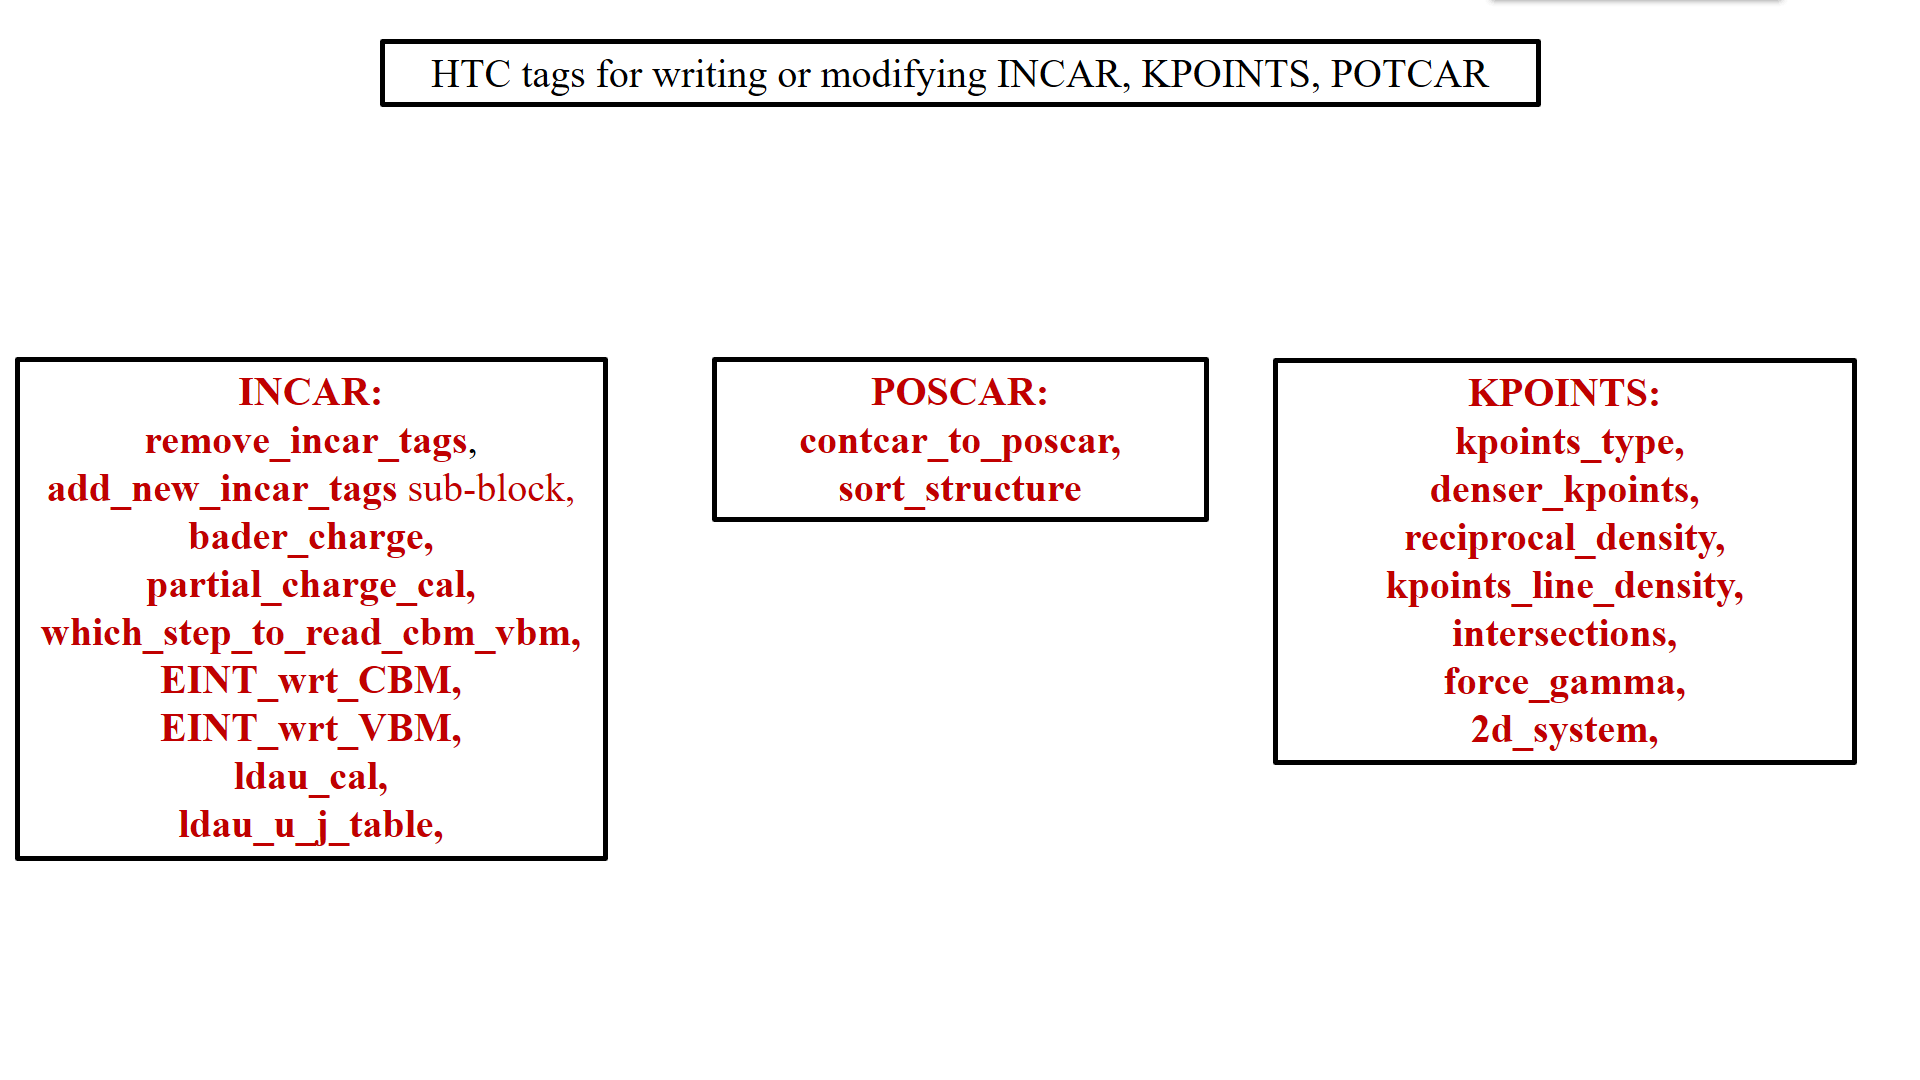 HTC tags for writing or modifying INCAR, KPOINTS, POTCAR
INCAR:
remove_incar_tags,
add_new_incar_tags sub-block,
bader_charge,
partial_charge_cal,
which_step_to_read_cbm_vbm,
EINT_wrt_CBM,
EINT_wrt_VBM,
ldau_cal,
ldau_u_j_table,
POSCAR:
contcar_to_poscar,
sort_structure
KPOINTS:
kpoints_type,
denser_kpoints,
reciprocal_density,
kpoints_line_density,
intersections,
force_gamma,
2d_system,